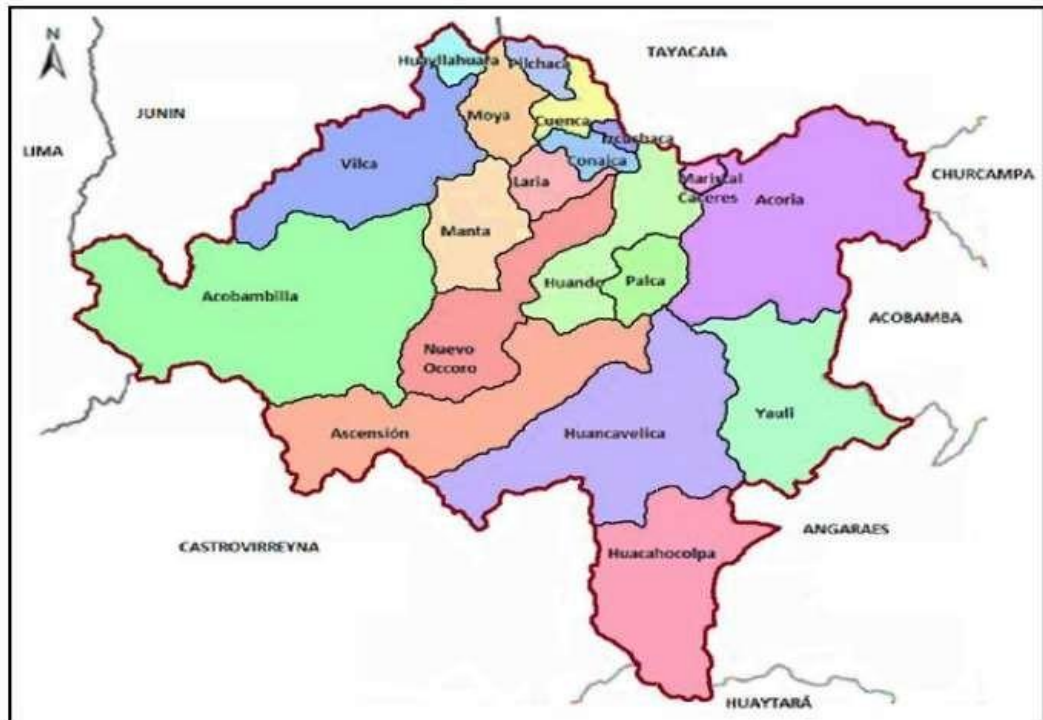 N
TAYACAJA
Huayllahuara
Pilchaca
JUNIN
Moya
Cuenca
Izcuchaca
LIMA
Vilca
Conaica
Laria
Mariscal
Caceres
CHURCAMPA
Acoria
Manta
Huando
Palca
Acobambilla
ACOBAMBA
Nuevo
Occoro
Yauli
Ascensión
Huancavelica
ANGARAES
CASTROVIRREYNA
Huacahocolpa
HUAYTARÁ